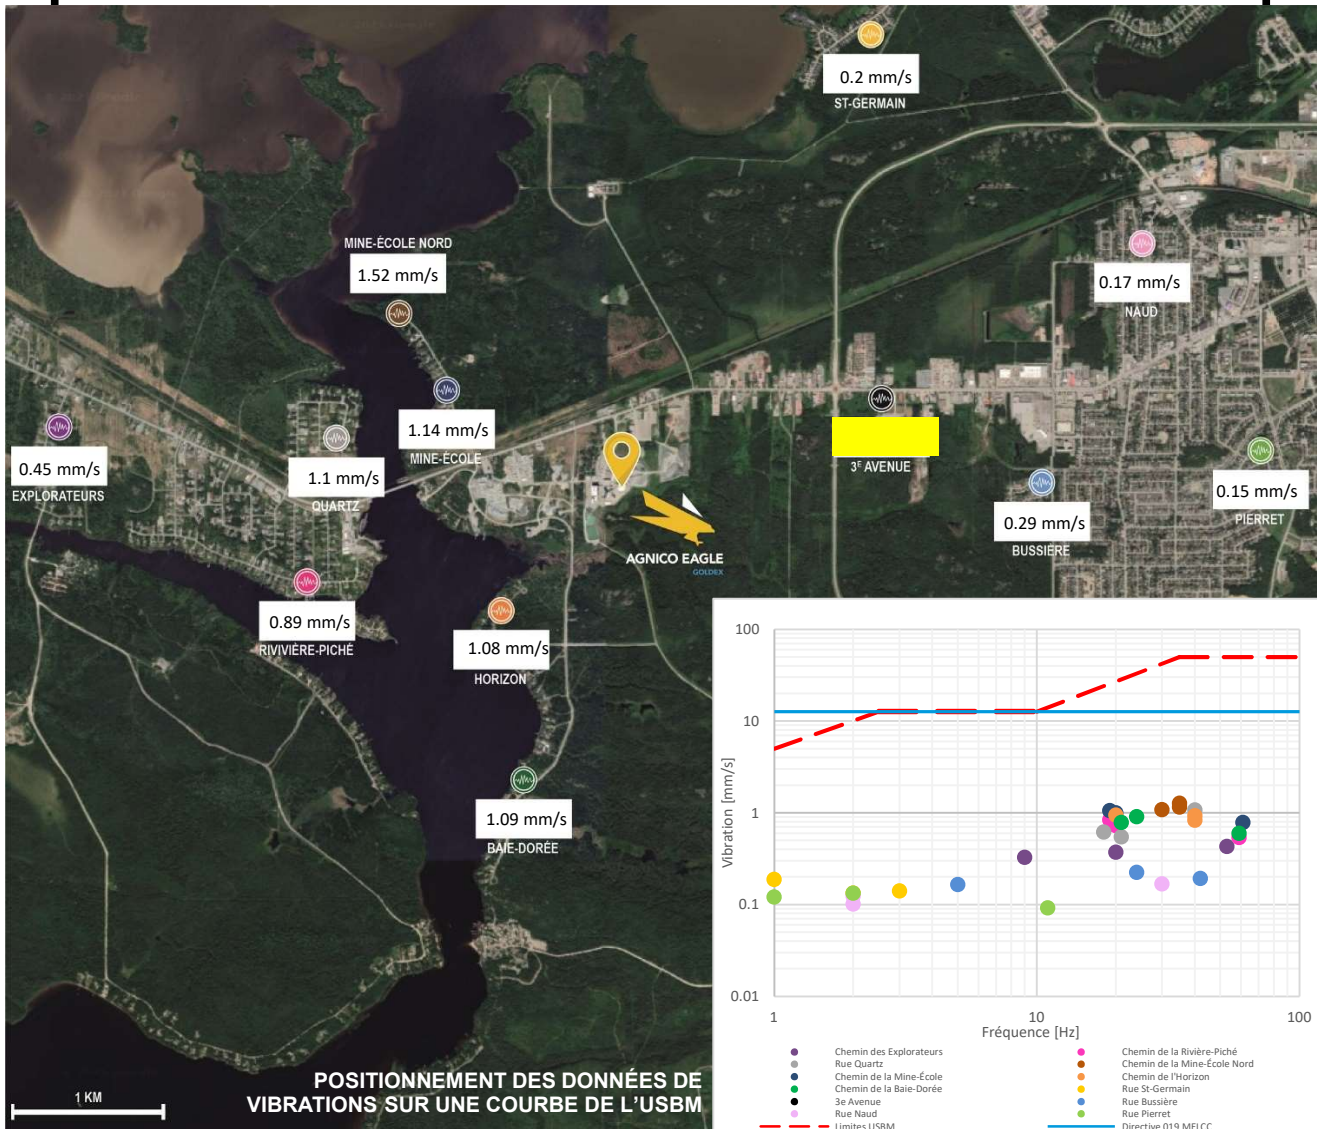 0.2 mm/s
ST-GERMAIN
MINE-ÉCOLE NORD
1.52 mm/s
0.17 mm/s
NAUD
1.14 mm/s
MINE-ÉCOLE
0.45 mm/s
EXPLORATEURS
1.1 mm/s
QUARTZ
3E AVENUE
0.15 mm/s
PIERRET
0.29 mm/s
BUSSIÈRE
AGNICO EAGLE
GOLDEX
0.89 mm/s
RIVIVIÈRE-PICHÉ
1.08 mm/s
HORIZON
1.09 mm/s
BAIE-DORÉE
100
10
1
0.1
0.01
Vibration [mm/s]
1
10
100
Fréquence [Hz]
Chemin des Explorateurs
Chemin de la Rivière-Piché
Rue Quartz
Chemin de la Mine-École Nord
Chemin de la Mine-École
Chemin de l'Horizon
Chemin de la Baie-Dorée
Rue St-Germain
3e Avenue
Rue Bussière
Rue Naud
Rue Pierret
Limites USBM
Directive 019 MELCC
1 KM
POSITIONNEMENT DES DONNÉES DE
VIBRATIONS SUR UNE COURBE DE L'USBM